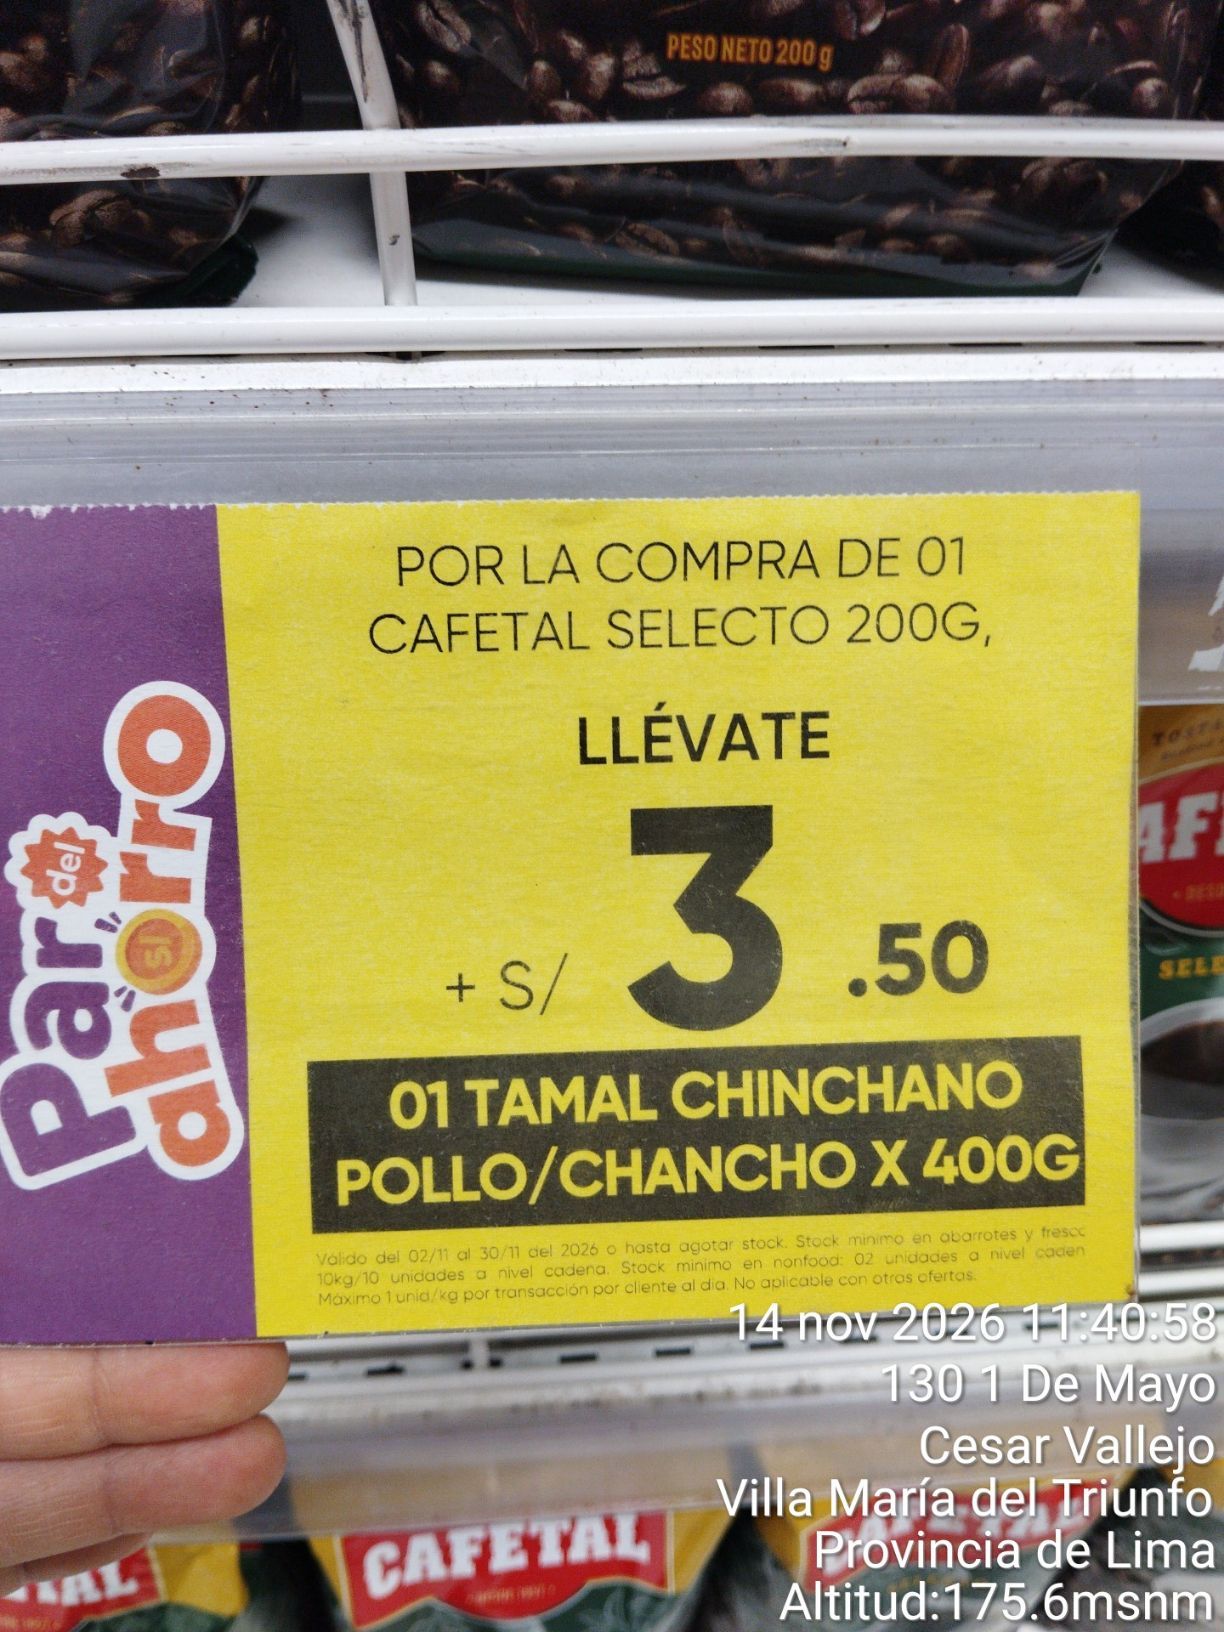 PESO NETO 200 g
POR LA COMPRA DE 01
CAFETAL SELECTO 200G,
LLÉVATE
+ S/ 3.50
01 TAMAL CHINCHANO
POLLO/CHANCHO X 400G
Válido del 02/11 al 30/11 del 2026 o hasta agotar stock. Stock mínimo en abarrotes y fresco
10kg/10 unidades a nivel cadena. Stock mínimo en nonfood: 02 unidades a nivel caden
Máximo 1 unid/kg por transacción por cliente al día. No aplicable con otras ofertas.
Par del
ahorro
S/
CAFETAL
14 nov 2026 11:40:58
130 1 De Mayo
Cesar Vallejo
Villa María del Triunfo
Provincia de Lima
Altitud:175.6msnm